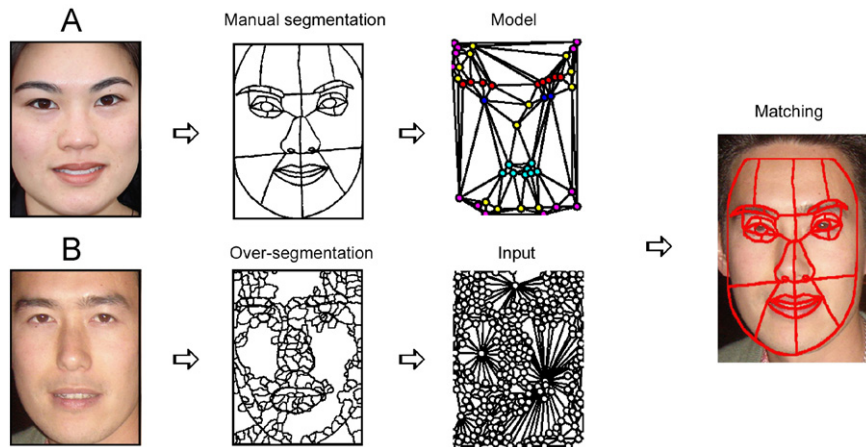 A
Manual segmentation
Model
Matching
B
Over-segmentation
Input